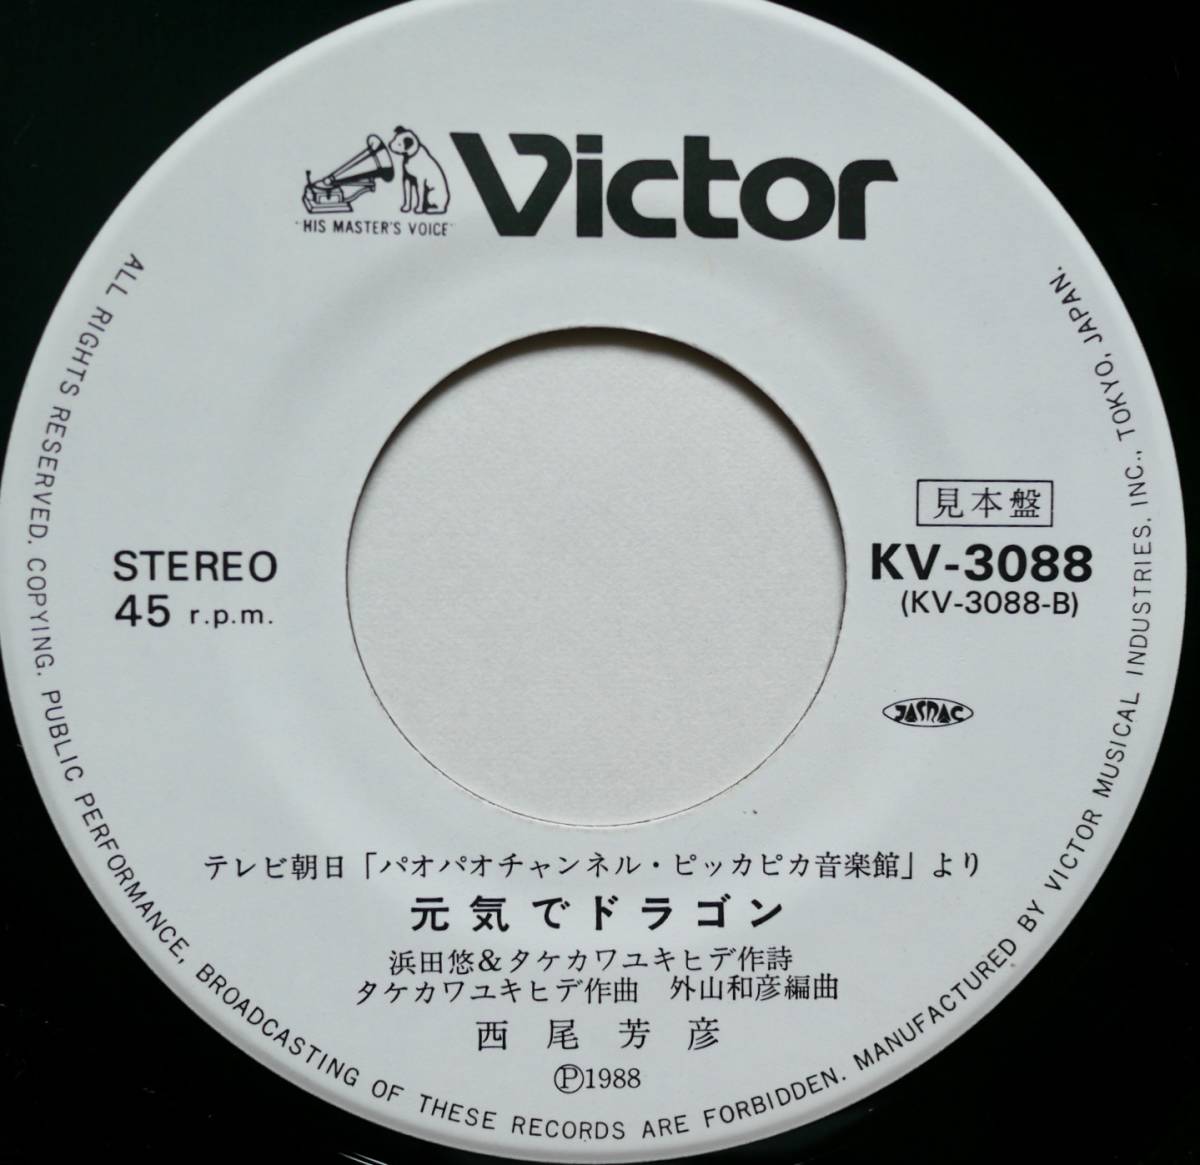 Victor
"HIS MASTER'S VOICE"
見本盤
STEREO
45 r.p.m.
KV-3088
(KV-3088-B)
JASRAC
テレビ朝日「パオパオチャンネル・ピッカピカ音楽館」より
元気でドラゴン
浜田悠&タケカワユキヒデ作詩
タケカワユキヒデ作曲 外山和彦編曲
西尾芳彦
Ⓟ1988
ALL RIGHTS RESERVED. COPYING. PUBLIC PERFORMANCE, BROADCASTING OF THESE RECORDS ARE FORBIDDEN. MANUFACTURED BY VICTOR MUSICAL INDUSTRIES, INC., TOKYO, JAPAN.